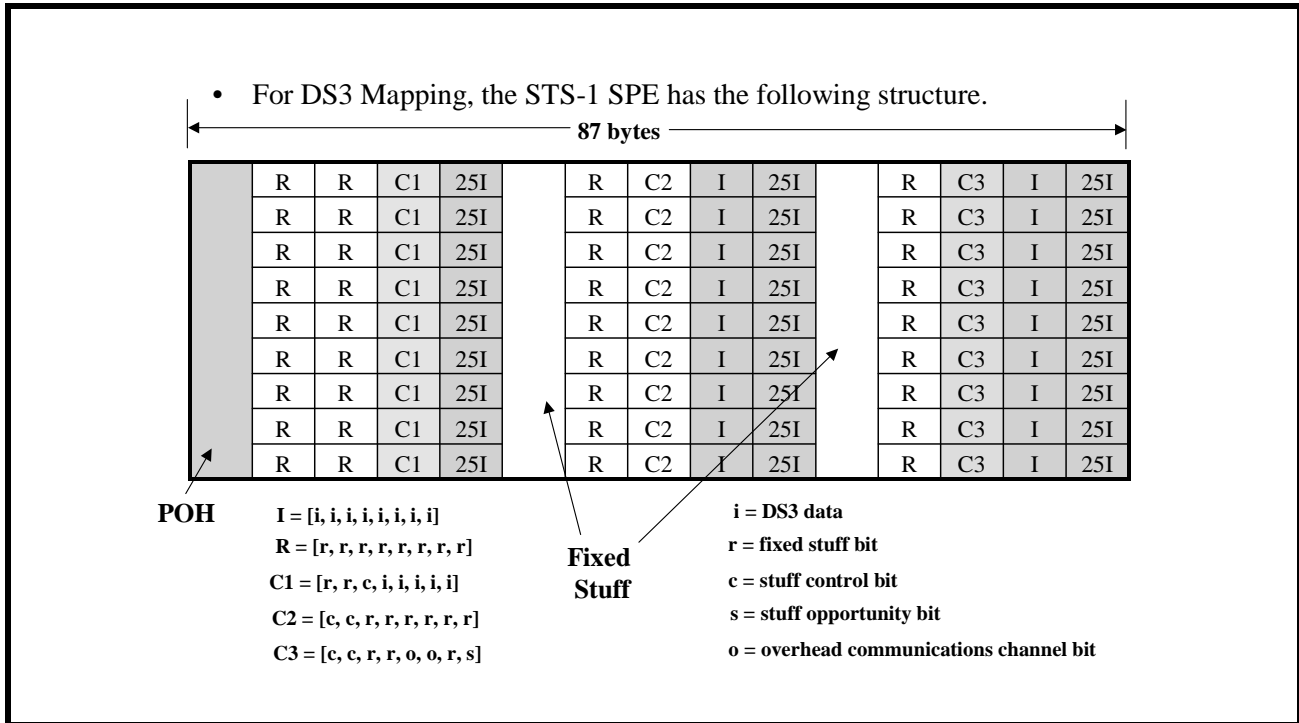 • For DS3 Mapping, the STS-1 SPE has the following structure.
87 bytes
R R C1 25I R C2 I 25I R C3 I 25I
R R C1 25I R C2 I 25I R C3 I 25I
R R C1 25I R C2 I 25I R C3 I 25I
R R C1 25I R C2 I 25I R C3 I 25I
R R C1 25I R C2 I 25I R C3 I 25I
R R C1 25I R C2 I 25I R C3 I 25I
R R C1 25I R C2 I 25I R C3 I 25I
R R C1 25I R C2 I 25I R C3 I 25I
R R C1 25I R C2 I 25I R C3 I 25I
POH
I = [i, i, i, i, i, i, i, i]
R = [r, r, r, r, r, r, r, r]
C1 = [r, r, c, i, i, i, i, i]
C2 = [c, c, r, r, r, r, r, r]
C3 = [c, c, r, r, o, o, r, s]
Fixed
Stuff
i = DS3 data
r = fixed stuff bit
c = stuff control bit
s = stuff opportunity bit
o = overhead communications channel bit